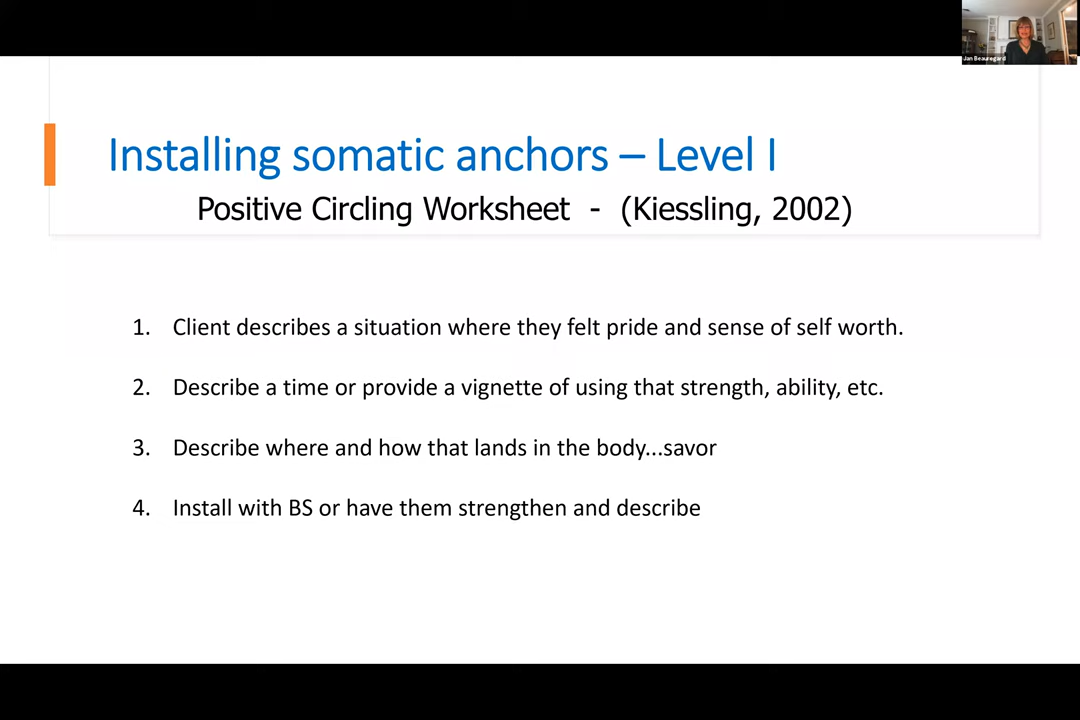 Jan Beauregard
Installing somatic anchors – Level I
Positive Circling Worksheet - (Kiessling, 2002)
1. Client describes a situation where they felt pride and sense of self worth.
2. Describe a time or provide a vignette of using that strength, ability, etc.
3. Describe where and how that lands in the body...savor
4. Install with BS or have them strengthen and describe